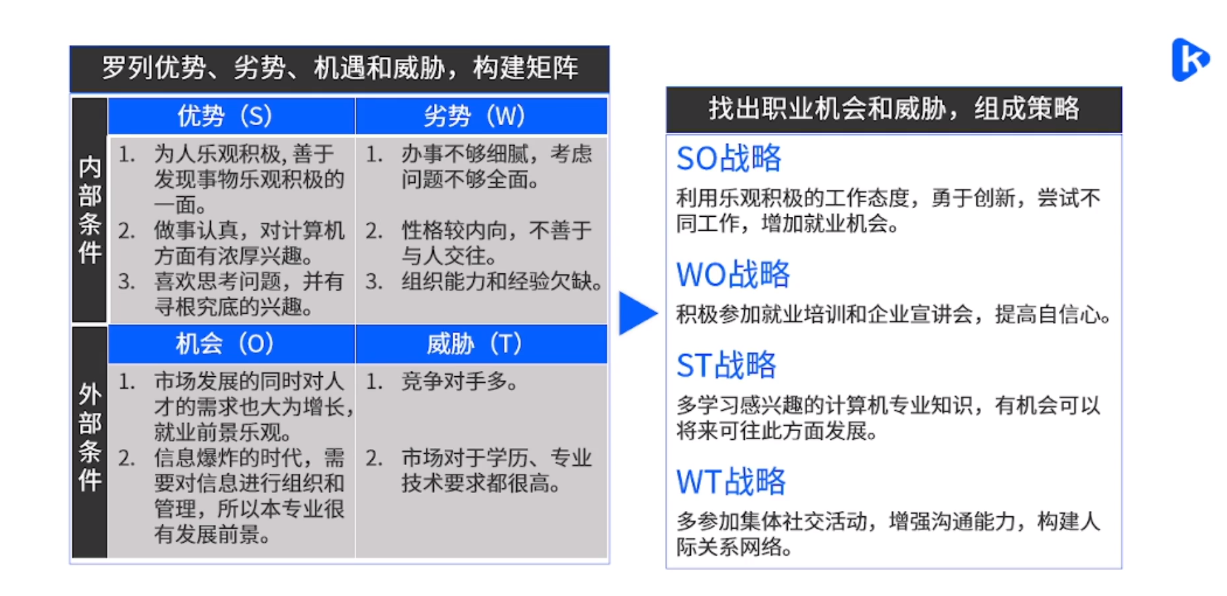 罗列优势、劣势、机遇和威胁，构建矩阵
内部条件
优势（S）
1. 为人乐观积极, 善于
发现事物乐观积极的
一面。
2. 做事认真，对计算机
方面有浓厚兴趣。
3. 喜欢思考问题，并有
寻根究底的兴趣。
劣势（W）
1. 办事不够细腻，考虑
问题不够全面。
2. 性格较内向，不善于
与人交往。
3. 组织能力和经验欠缺。
外部条件
机会（O）
1. 市场发展的同时对人
才的需求也大为增长，
就业前景乐观。
2. 信息爆炸的时代，需
要对信息进行组织和
管理，所以本专业很
有发展前景。
威胁（T）
1. 竞争对手多。
2. 市场对于学历、专业
技术要求都很高。
找出职业机会和威胁，组成策略
SO战略
利用乐观积极的工作态度，勇于创新，尝试不
同工作，增加就业机会。
WO战略
积极参加就业培训和企业宣讲会，提高自信心。
ST战略
多学习感兴趣的计算机专业知识，有机会可以
将来可往此方面发展。
WT战略
多参加集体社交活动，增强沟通能力，构建人
际关系网络。
k